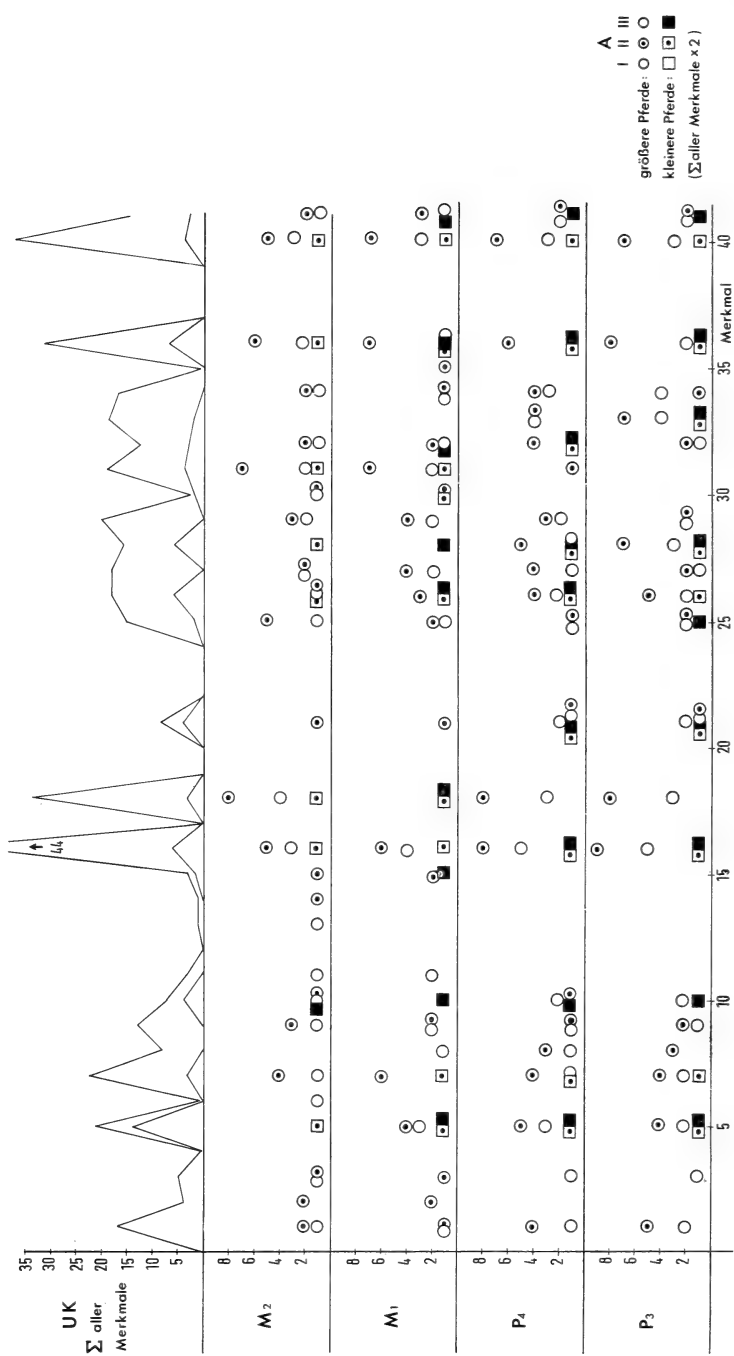 UK
Σ aller
Merkmale
35
30
25
20
15
10
5
44
M2
8
6
4
2
M1
8
6
4
2
P4
8
6
4
2
P3
8
6
4
2
5
10
15
20
25
30
35
40
Merkmal
A
I II III
größere Pferde:
kleinere Pferde:
(Σ aller Merkmale x 2)